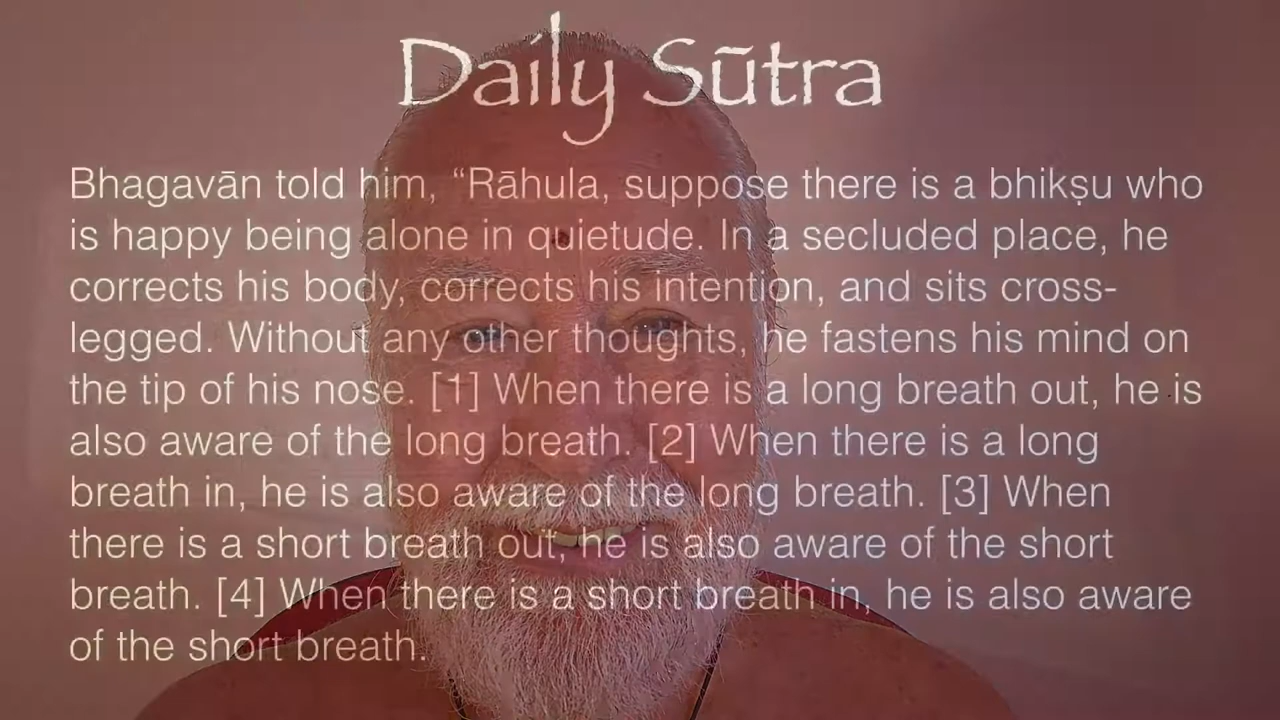 Daily Sūtra
Bhagavān told him, “Rāhula, suppose there is a bhikṣu who
is happy being alone in quietude. In a secluded place, he
corrects his body, corrects his intention, and sits cross-
legged. Without any other thoughts, he fastens his mind on
the tip of his nose. [1] When there is a long breath out, he is
also aware of the long breath. [2] When there is a long
breath in, he is also aware of the long breath. [3] When
there is a short breath out, he is also aware of the short
breath. [4] When there is a short breath in, he is also aware
of the short breath.